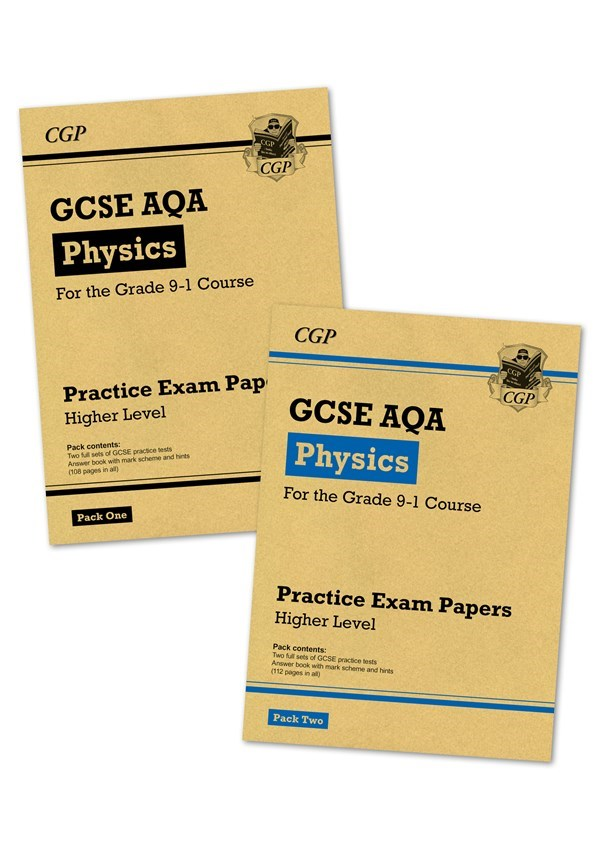 CGP
CGP
CGP
GCSE AQA
Physics
For the Grade 9-1 Course
Practice Exam Pap
Higher Level
Pack contents:
Two full sets of GCSE practice tests
Answer book with mark scheme and hints
(108 pages in all)
Pack One
CGP
CGP
CGP
GCSE AQA
Physics
For the Grade 9-1 Course
Practice Exam Papers
Higher Level
Pack contents:
Two full sets of GCSE practice tests
Answer book with mark scheme and hints
(112 pages in all)
Pack Two